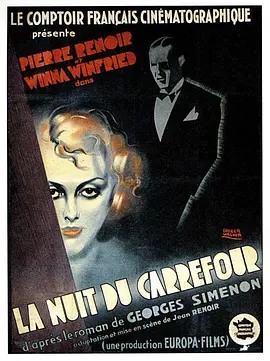 LE COMPTOIR FRANÇAIS CINÉMATOGRAPHIQUE
présente
PIERRE RENOIR
et
WINNA WINFRIED
dans
LA NUIT DU CARREFOUR
d'après le roman de GEORGES SIMENON
adaptation et mise en scène de Jean RENOIR
(une production EUROPA-FILMS)